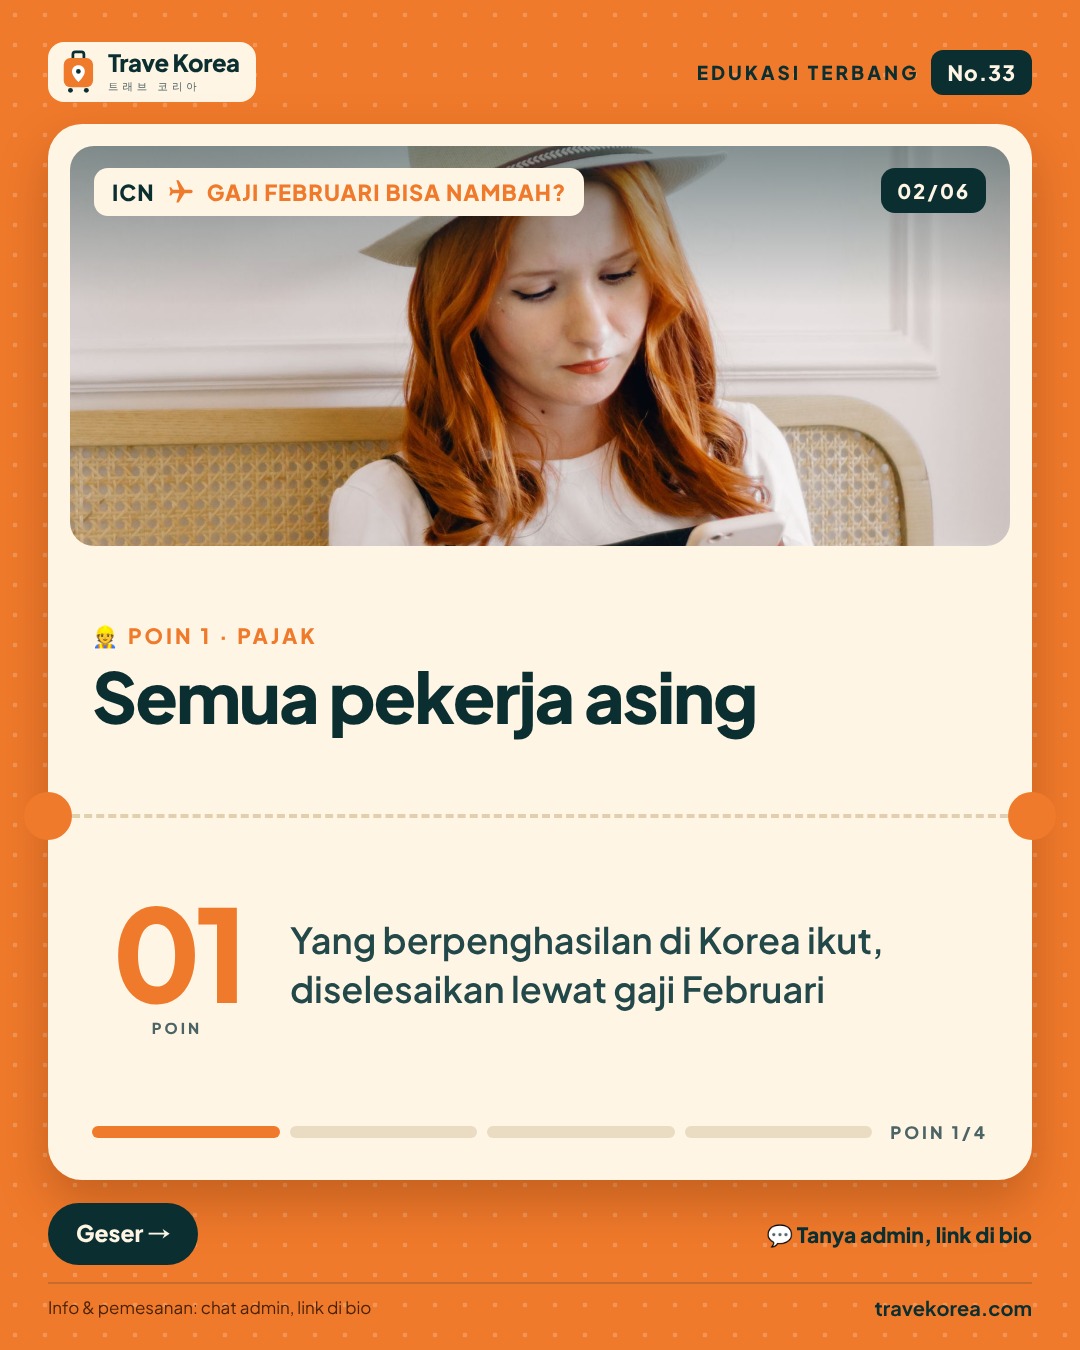 Trave Korea
트래브 코리아
EDUKASI TERBANG
No.33
ICN ✈ GAJI FEBRUARI BISA NAMBAH?
02/06
👷 POIN 1 · PAJAK
Semua pekerja asing
01
POIN
Yang berpenghasilan di Korea ikut,
diselesaikan lewat gaji Februari
POIN 1/4
Geser →
💬 Tanya admin, link di bio
Info & pemesanan: chat admin, link di bio
travekorea.com